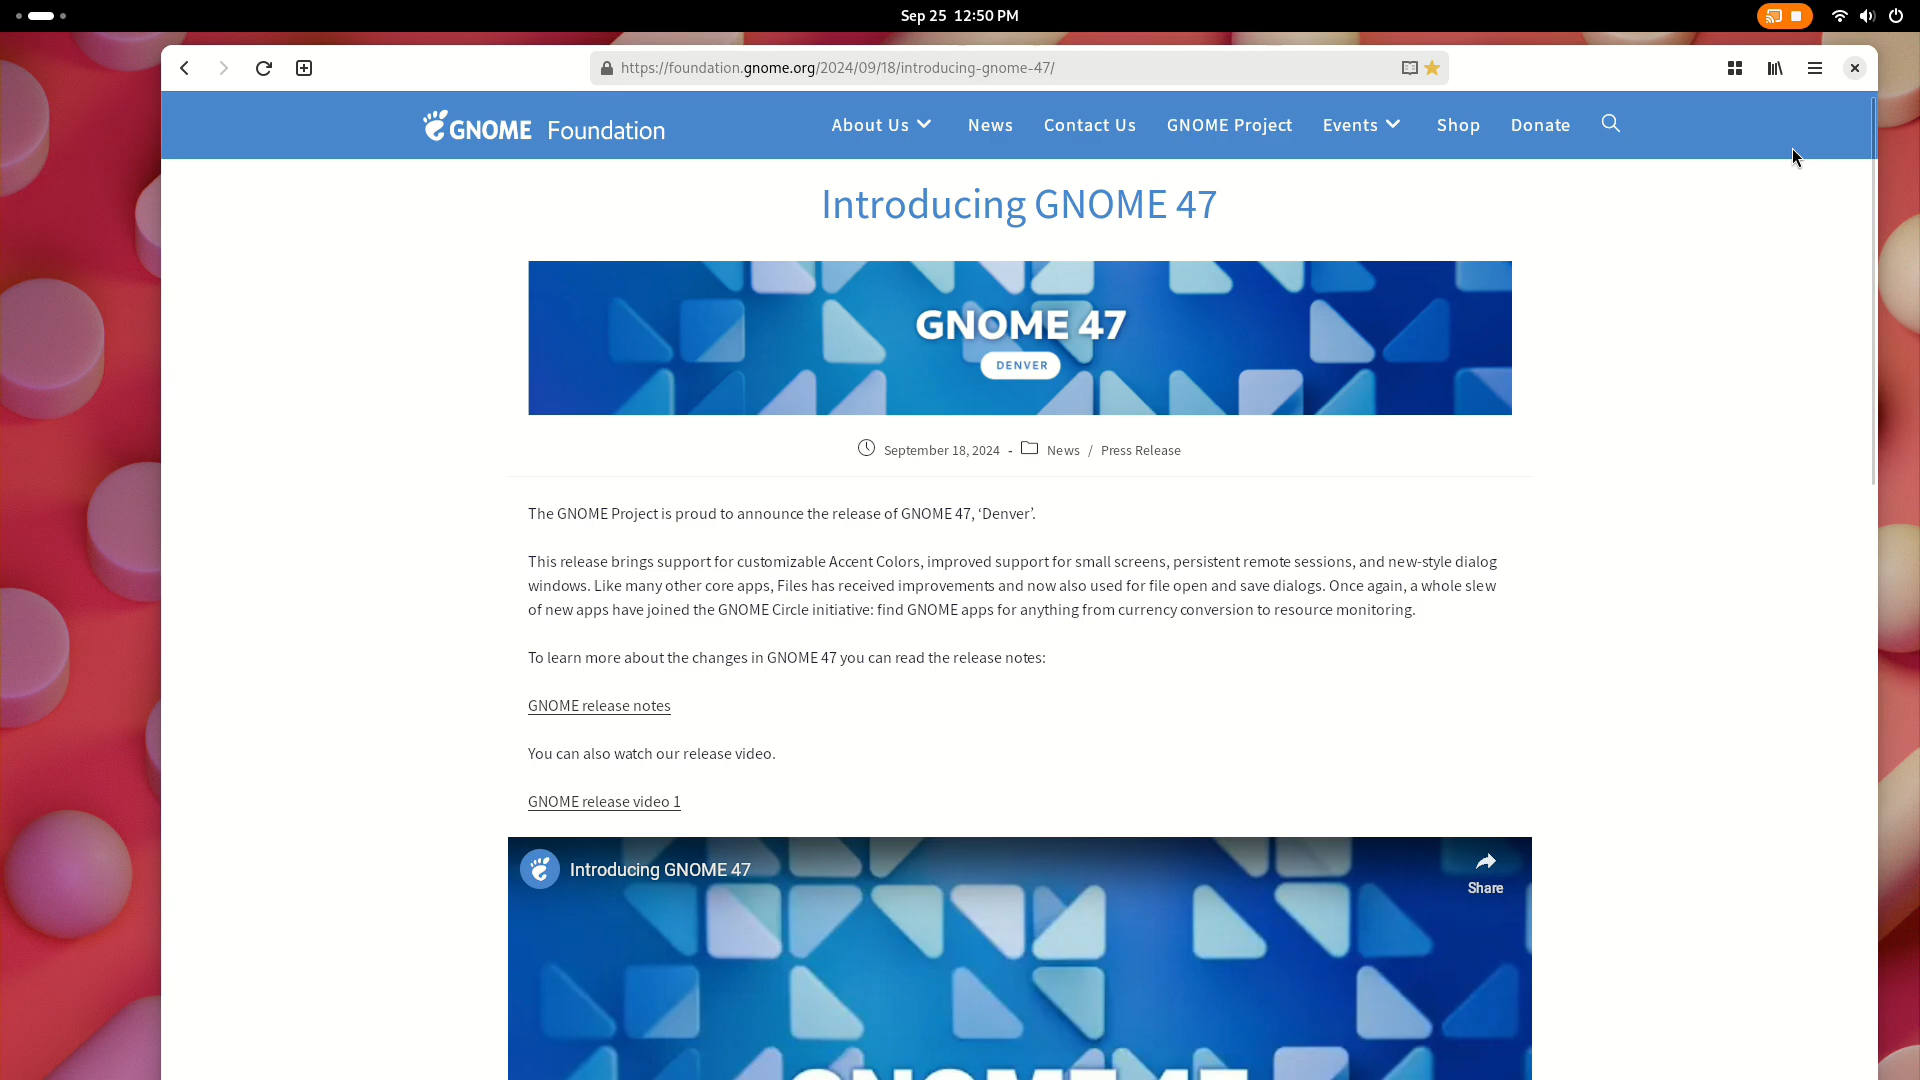 Sep 25 12:50 PM
https://foundation.gnome.org/2024/09/18/introducing-gnome-47/
GNOME Foundation
About Us News Contact Us GNOME Project Events Shop Donate
Introducing GNOME 47
GNOME 47
DENVER
September 18, 2024 - News / Press Release
The GNOME Project is proud to announce the release of GNOME 47, ‘Denver’.
This release brings support for customizable Accent Colors, improved support for small screens, persistent remote sessions, and new-style dialog
windows. Like many other core apps, Files has received improvements and now also used for file open and save dialogs. Once again, a whole slew
of new apps have joined the GNOME Circle initiative: find GNOME apps for anything from currency conversion to resource monitoring.
To learn more about the changes in GNOME 47 you can read the release notes:
GNOME release notes
You can also watch our release video.
GNOME release video 1
Introducing GNOME 47
Share